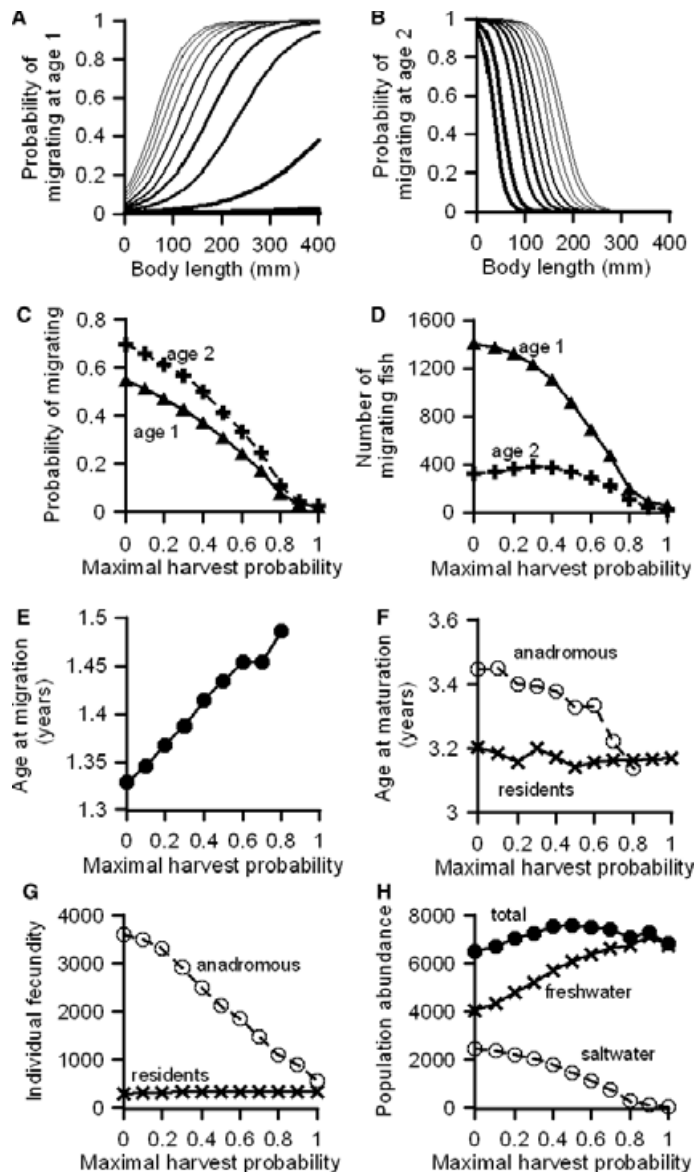 A
Probability of
migrating at age 1
1
0.8
0.6
0.4
0.2
0
0 100 200 300 400
Body length (mm)
B
Probability of
migrating at age 2
1
0.8
0.6
0.4
0.2
0
0 100 200 300 400
Body length (mm)
C
Probability of migrating
0.8
0.6
0.4
0.2
0
age 2
age 1
0 0.2 0.4 0.6 0.8 1
Maximal harvest probability
D
Number of
migrating fish
1600
1200
800
400
0
age 1
age 2
0 0.2 0.4 0.6 0.8 1
Maximal harvest probability
E
Age at migration
(years)
1.5
1.45
1.4
1.35
1.3
0 0.2 0.4 0.6 0.8 1
Maximal harvest probability
F
Age at maturation
(years)
3.6
3.4
3.2
3
anadromous
residents
0 0.2 0.4 0.6 0.8 1
Maximal harvest probability
G
Individual fecundity
4000
3000
2000
1000
0
anadromous
residents
0 0.2 0.4 0.6 0.8 1
Maximal harvest probability
H
Population abundance
8000
6000
4000
2000
0
total
freshwater
saltwater
0 0.2 0.4 0.6 0.8 1
Maximal harvest probability